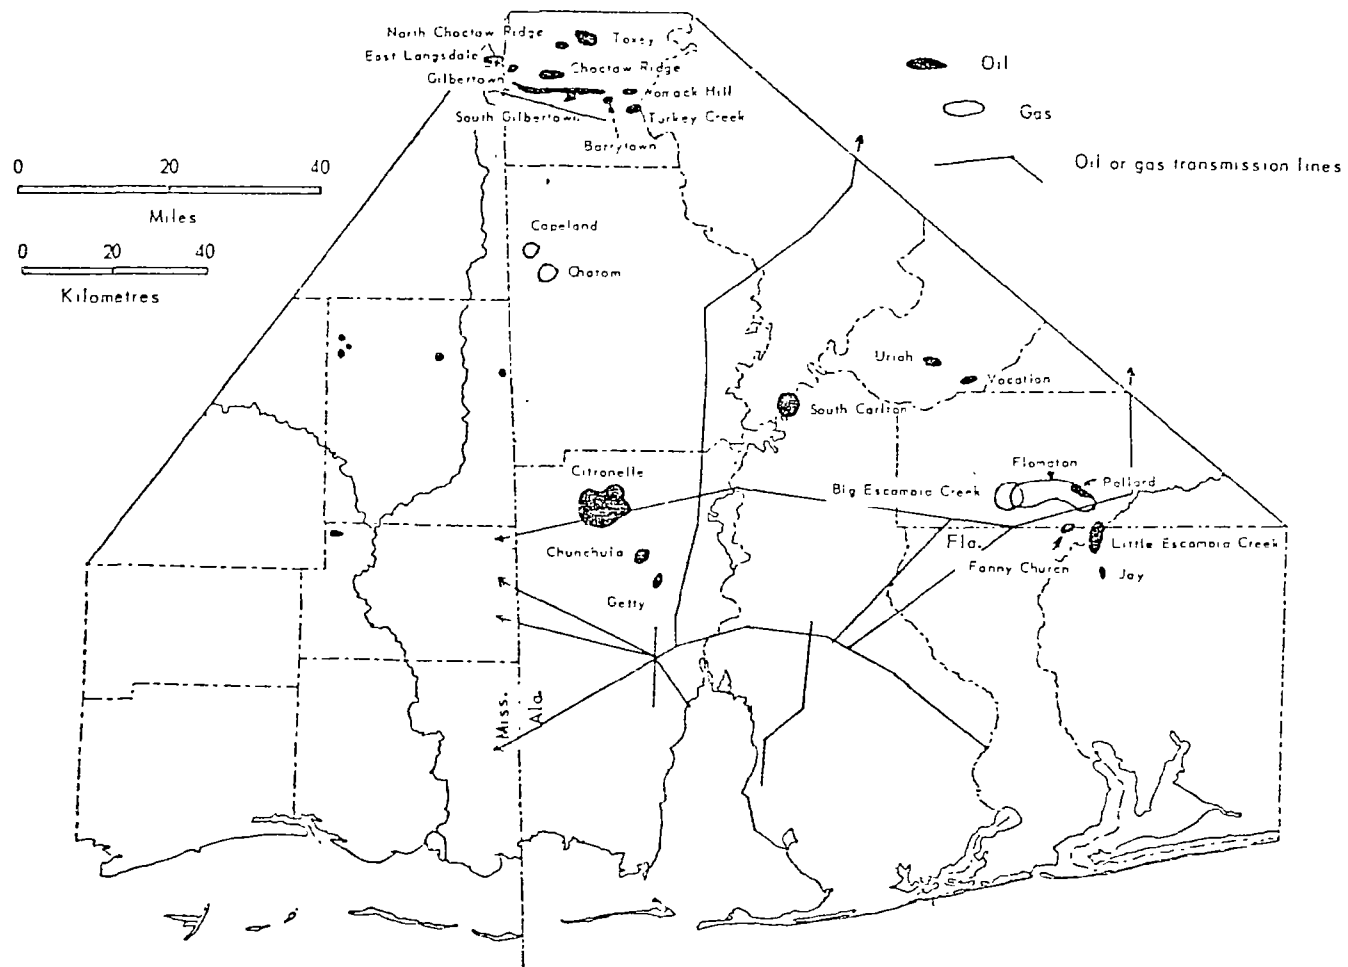 North Choctaw Ridge
Toxey
East Langsdale
Choctaw Ridge
Gilbertown
Womack Hill
South Gilbertown
Turkey Creek
Barrytown
Oil
Gas
Oil or gas transmission lines
0 20 40
Miles
0 20 40
Kilometres
Copeland
Chatom
Uriah
Vocation
South Carlton
Citronelle
Flomaton
Big Escambia Creek
Pollard
Chunchula
Fla.
Little Escambia Creek
Fanny Church
Jay
Getty
Miss.
Ala.